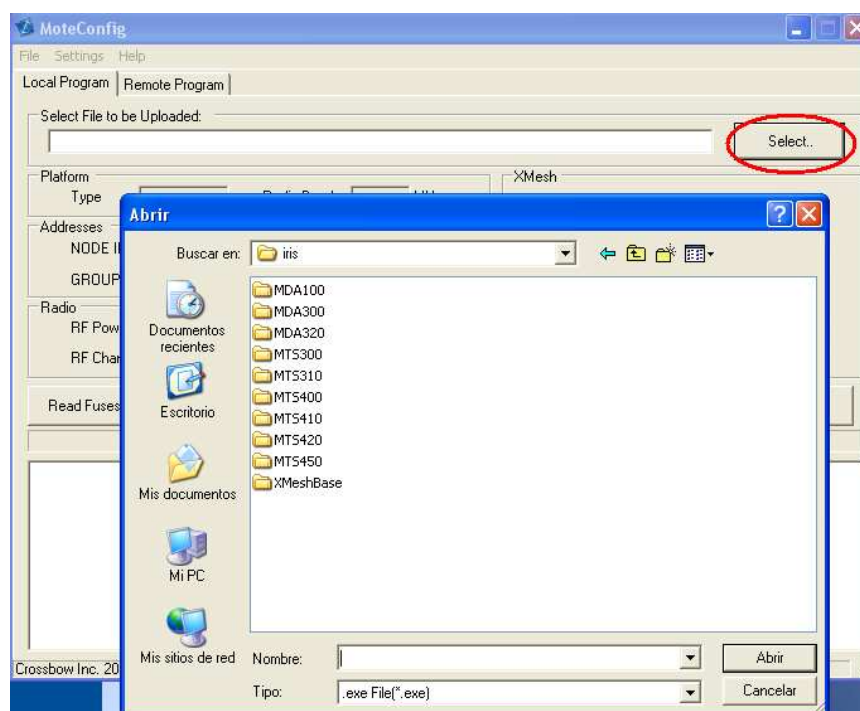 MoteConfig
File Settings Help
Local Program Remote Program
Select File to be Uploaded:
Select..
Platform
XMesh
Type
Addresses
NODE I
GROUP
Radio
RF Pow
RF Char
Read Fuses
Abrir
Buscar en: iris
Documentos recientes
Escritorio
Mis documentos
Mi PC
Mis sitios de red
MDA100
MDA300
MDA320
MTS300
MTS310
MTS400
MTS410
MTS420
MTS450
XMeshBase
Nombre:
Abrir
Tipo: .exe File(*.exe)
Cancelar
Crossbow Inc. 20